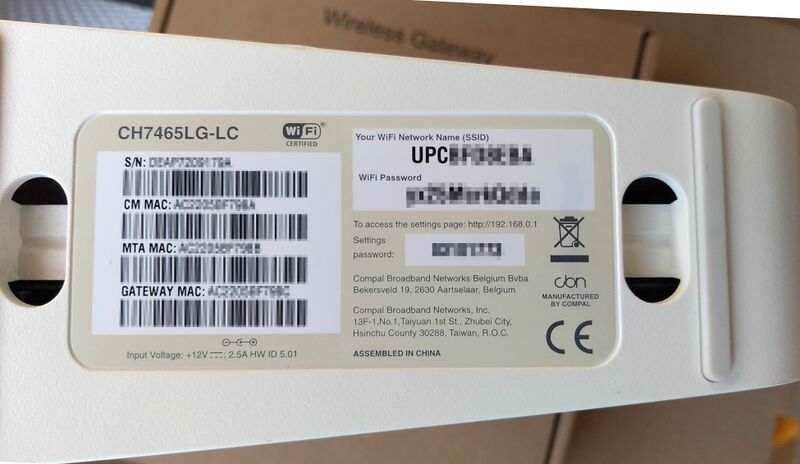 Wireless Gateway
CH7465LG-LC
WiFi
CERTIFIED
S/N:
CM MAC:
MTA MAC:
GATEWAY MAC:
Input Voltage: +12V⎓; 2.5A HW ID 5.01
Your WiFi Network Name (SSID)
UPC
WiFi Password
To access the settings page: http://192.168.0.1
Settings
password:
Compal Broadband Networks Belgium Bvba
Bekersveld 19, 2630 Aartselaar, Belgium
Compal Broadband Networks, Inc.
13F-1,No.1,Taiyuan 1st St., Zhubei City,
Hsinchu County 30288, Taiwan, R.O.C.
ASSEMBLED IN CHINA
cbn
MANUFACTURED
BY COMPAL
CE